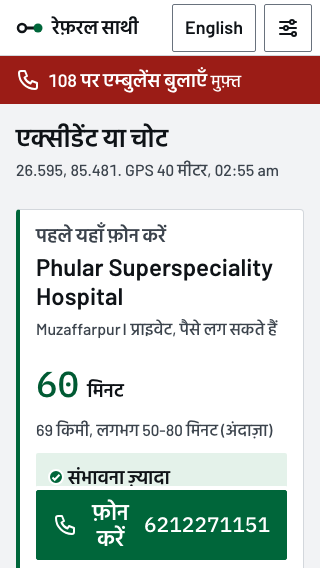 रेफ़रल साथी
English
108 पर एम्बुलेंस बुलाएँ मुफ़्त
एक्सीडेंट या चोट
26.595, 85.481. GPS 40 मीटर, 02:55 am
पहले यहाँ फ़ोन करें
Phular Superspeciality
Hospital
Muzaffarpur। प्राइवेट, पैसे लग सकते हैं
60 मिनट
69 किमी, लगभग 50-80 मिनट (अंदाज़ा)
संभावना ज़्यादा
फ़ोन
करें 6212271151